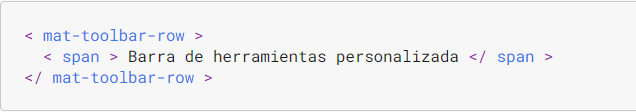 < mat-toolbar-row >
< span > Barra de herramientas personalizada </ span >
</ mat-toolbar-row >